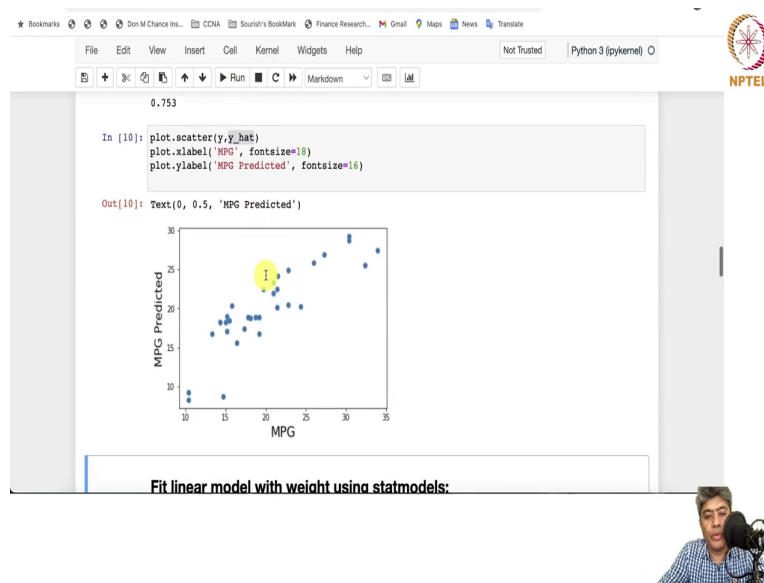 Bookmarks Don M Chance Ins... CCNA Sourish's BookMark Finance Research... Gmail Maps News Translate
File Edit View Insert Cell Kernel Widgets Help Not Trusted Python 3 (ipykernel)
Run Markdown
NPTEL
0.753
In [10]: plot.scatter(y,y_hat)
plot.xlabel('MPG', fontsize=18)
plot.ylabel('MPG Predicted', fontsize=16)
Out[10]: Text(0, 0.5, 'MPG Predicted')
30
25
20
15
10
MPG Predicted
10 15 20 25 30 35
MPG
Fit linear model with weight using statmodels: